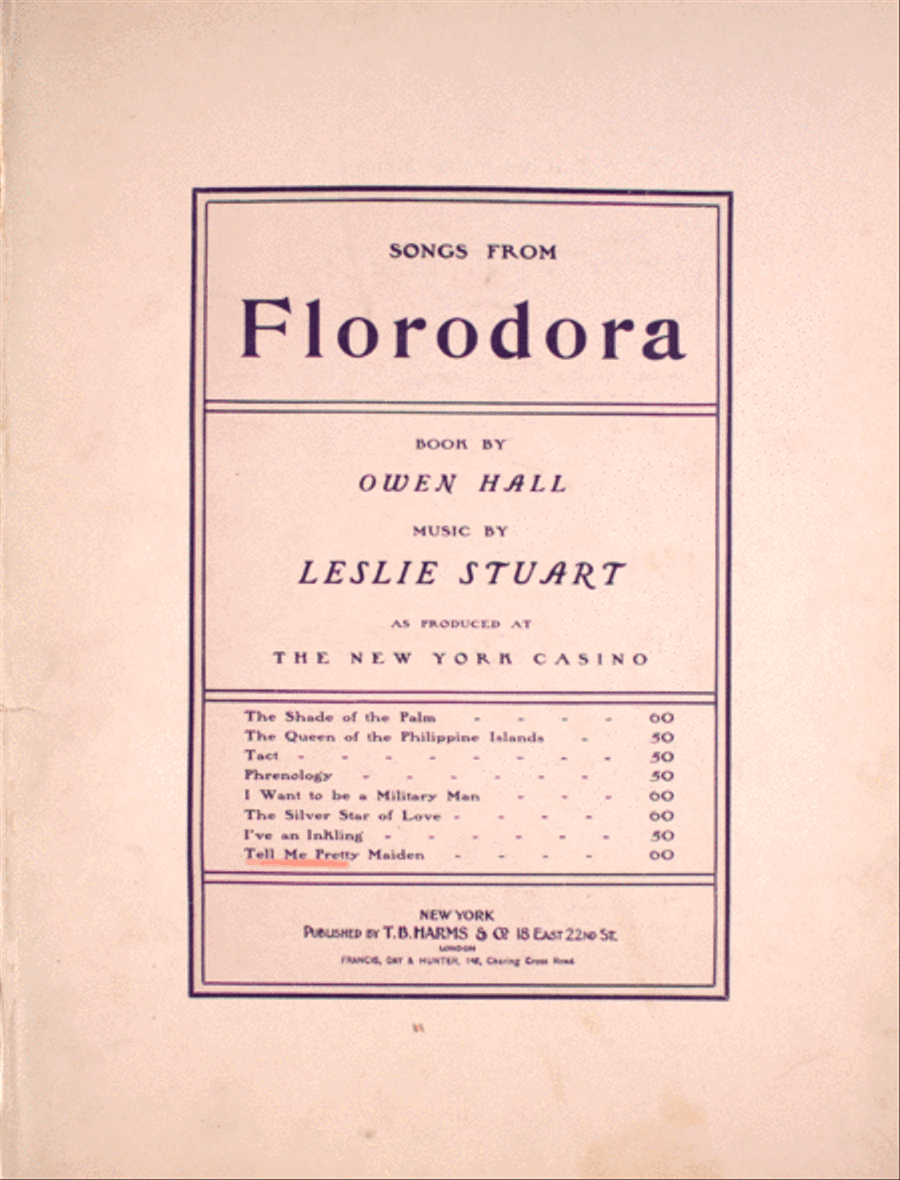 SONGS FROM
Florodora
BOOK BY
OWEN HALL
MUSIC BY
LESLIE STUART
AS PRODUCED AT
THE NEW YORK CASINO
The Shade of the Palm - - - - 60
The Queen of the Philippine Islands - 50
Tact - - - - - - - - 50
Phrenology - - - - - - 50
I Want to be a Military Man - - - 60
The Silver Star of Love - - - - 60
I've an Inkling - - - - - - 50
Tell Me Pretty Maiden - - - - 60
NEW YORK
PUBLISHED BY T.B. HARMS & CO 18 EAST 22ND ST.
LONDON
FRANCIS, DAY & HUNTER, Charing Cross Road